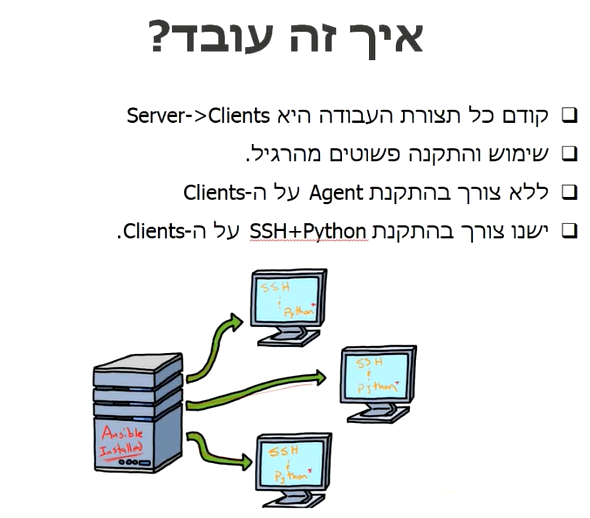 איך זה עובד?
❑ קודם כל תצורת העבודה היא Server->Clients
❑ שימוש והתקנה פשוטים מהרגיל.
❑ ללא צורך בהתקנת Agent על ה-Clients
❑ ישנו צורך בהתקנת SSH+Python על ה-Clients.
SSH
&
Python*
SSH
&
Python*
Ansible
Installed
SSH
&
Python*